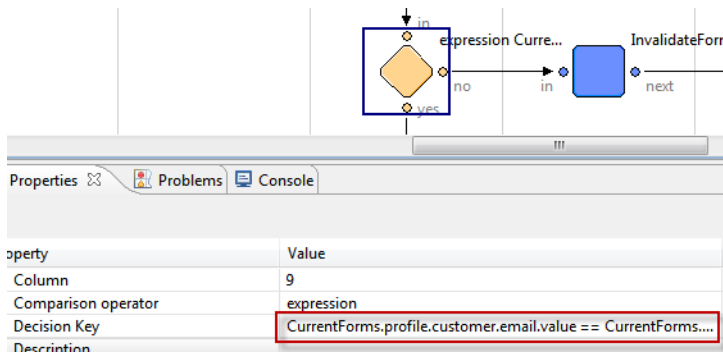 in
expression Curre...
InvalidateForr
no
in
next
yes
Properties
Problems
Console
operty
Value
Column
9
Comparison operator
expression
Decision Key
CurrentForms.profile.customer.email.value == CurrentForms....
Description